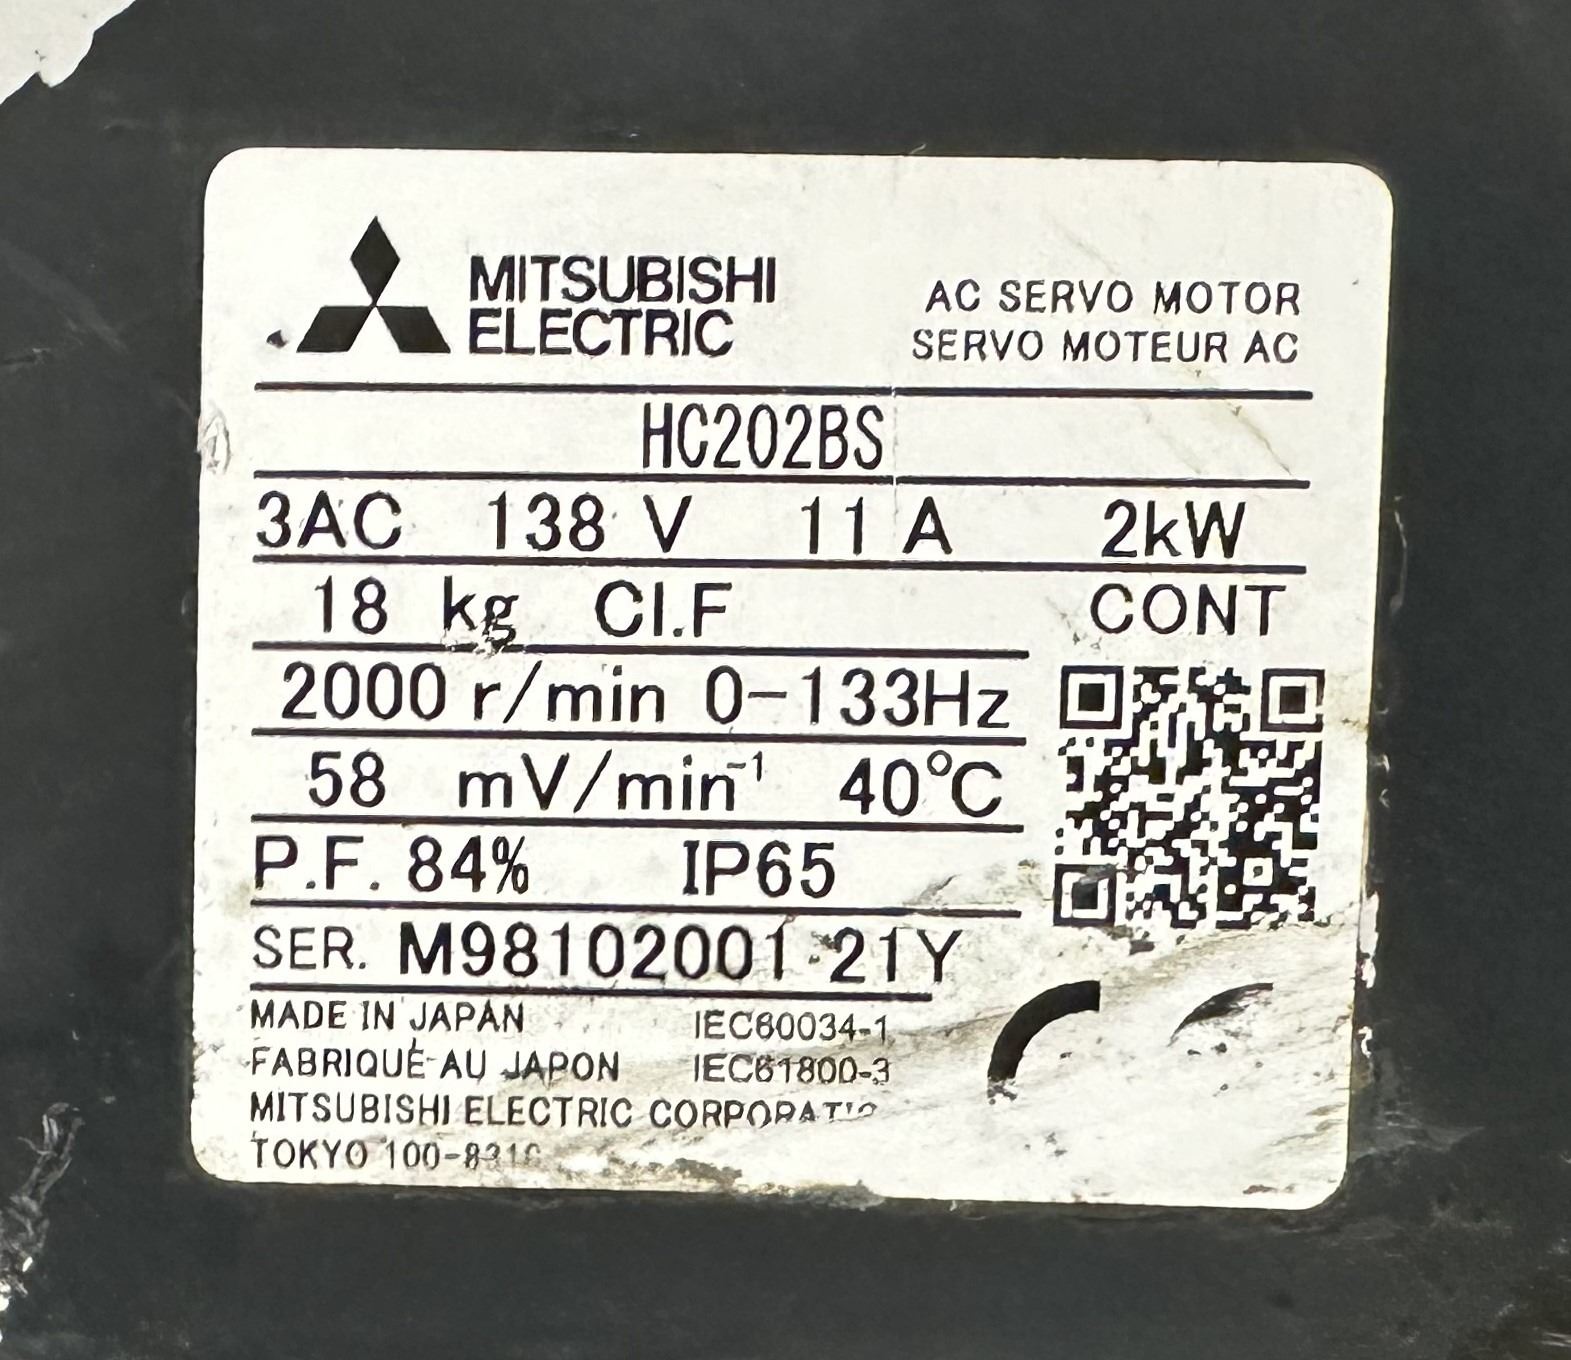 MITSUBISHI
ELECTRIC
AC SERVO MOTOR
SERVO MOTEUR AC
HC202BS
3AC 138 V 11 A 2kW
18 kg Cl.F CONT
2000 r/min 0-133Hz
58 mV/min⁻¹ 40°C
P.F. 84% IP65
SER. M98102001 21Y
MADE IN JAPAN IEC60034-1
FABRIQUÉ AU JAPON IEC61800-3
MITSUBISHI ELECTRIC
TOKYO